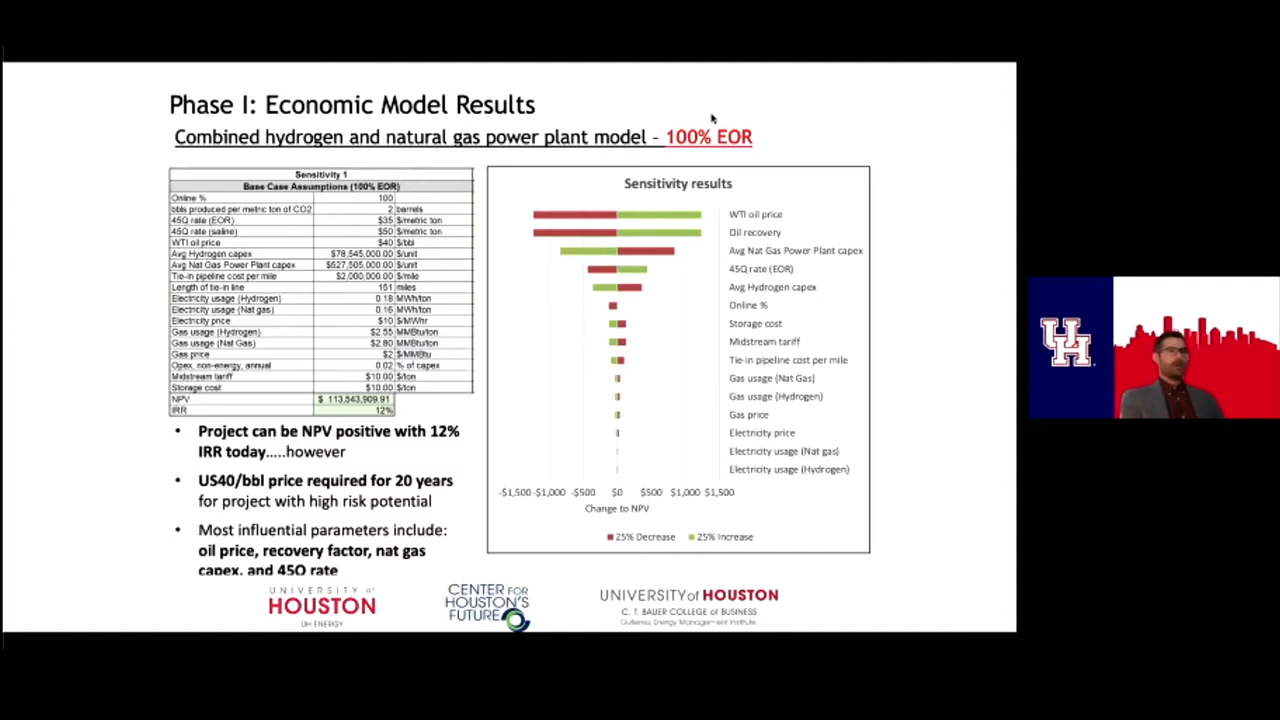 Phase I: Economic Model Results
Combined hydrogen and natural gas power plant model – 100% EOR
Sensitivity 1
Base Case Assumptions (100% EOR)
Online % 100
bbls produced per metric ton of CO2 2 barrels
45Q rate (EOR) $35 $/metric ton
45Q rate (saline) $50 $/metric ton
WTI oil price $40 $/bbl
Avg Hydrogen capex $78,545,000.00 $/unit
Avg Nat Gas Power Plant capex $627,505,000.00 $/unit
Tie-in pipeline cost per mile $2,000,000.00 $/mile
Length of tie-in line 151 miles
Electricity usage (Hydrogen) 0.18 MWh/ton
Electricity usage (Nat gas) 0.16 MWh/ton
Electricity price $10 $/MWhr
Gas usage (Hydrogen) $2.55 MMBtu/ton
Gas usage (Nat Gas) $2.80 MMBtu/ton
Gas price $2 $/MMBtu
Opex, non-energy, annual 0.02 % of capex
Midstream tariff $10.00 $/ton
Storage cost $10.00 $/ton
NPV $ 113,543,909.91
IRR 12%
• Project can be NPV positive with 12%
IRR today.....however
• US40/bbl price required for 20 years
for project with high risk potential
• Most influential parameters include:
oil price, recovery factor, nat gas
capex, and 45Q rate
Sensitivity results
WTI oil price
Oil recovery
Avg Nat Gas Power Plant capex
45Q rate (EOR)
Avg Hydrogen capex
Online %
Storage cost
Midstream tariff
Tie-in pipeline cost per mile
Gas usage (Nat Gas)
Gas usage (Hydrogen)
Gas price
Electricity price
Electricity usage (Nat gas)
Electricity usage (Hydrogen)
-$1,500 -$1,000 -$500 $0 $500 $1,000 $1,500
Change to NPV
25% Decrease 25% Increase
UNIVERSITY of
HOUSTON
UH ENERGY
CENTER FOR
HOUSTON'S
FUTURE
UNIVERSITY of HOUSTON
C. T. BAUER COLLEGE of BUSINESS
Gutierrez Energy Management Institute
UH